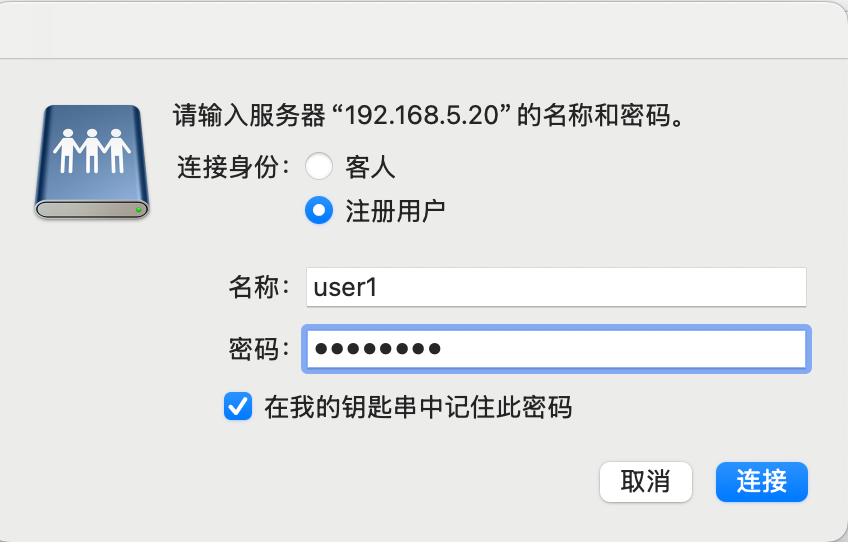 请输入服务器 “192.168.5.20” 的名称和密码。
连接身份： 客人
注册用户
名称： user1
密码： ••••••••
在我的钥匙串中记住此密码
取消 连接